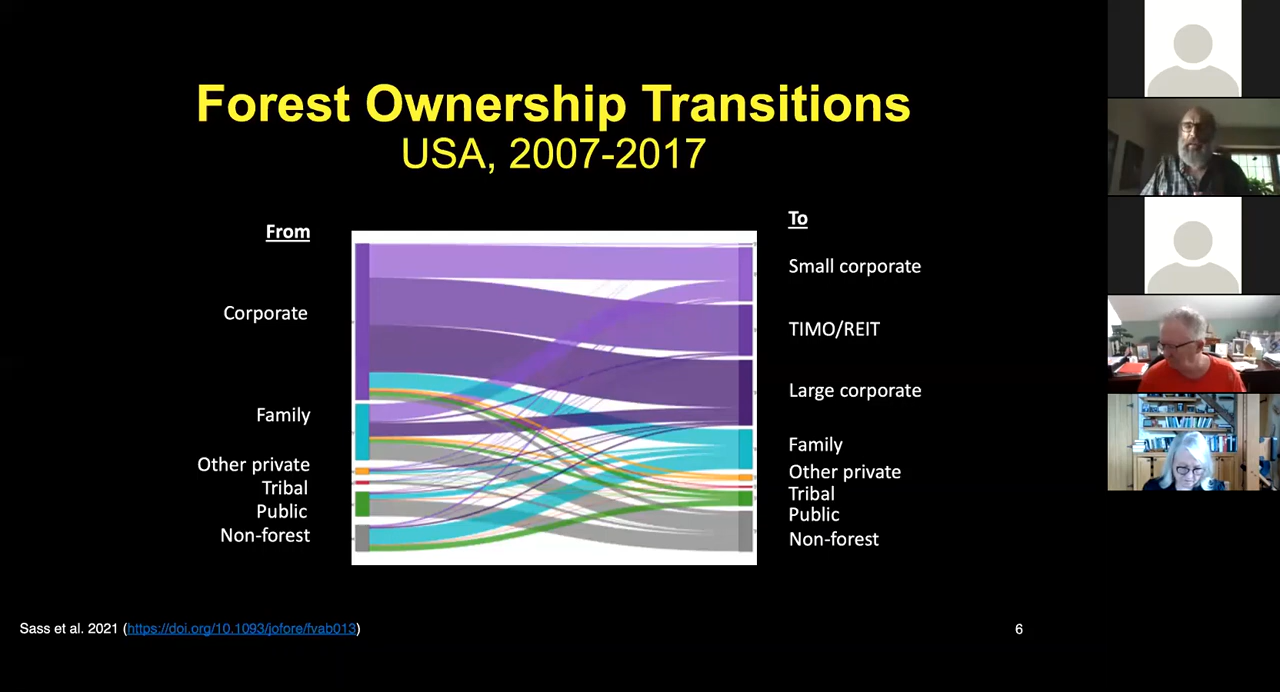 Forest Ownership Transitions
USA, 2007-2017
From
Corporate
Family
Other private
Tribal
Public
Non-forest
To
Small corporate
TIMO/REIT
Large corporate
Family
Other private
Tribal
Public
Non-forest
Sass et al. 2021 (https://doi.org/10.1093/jofore/fvab013)
6